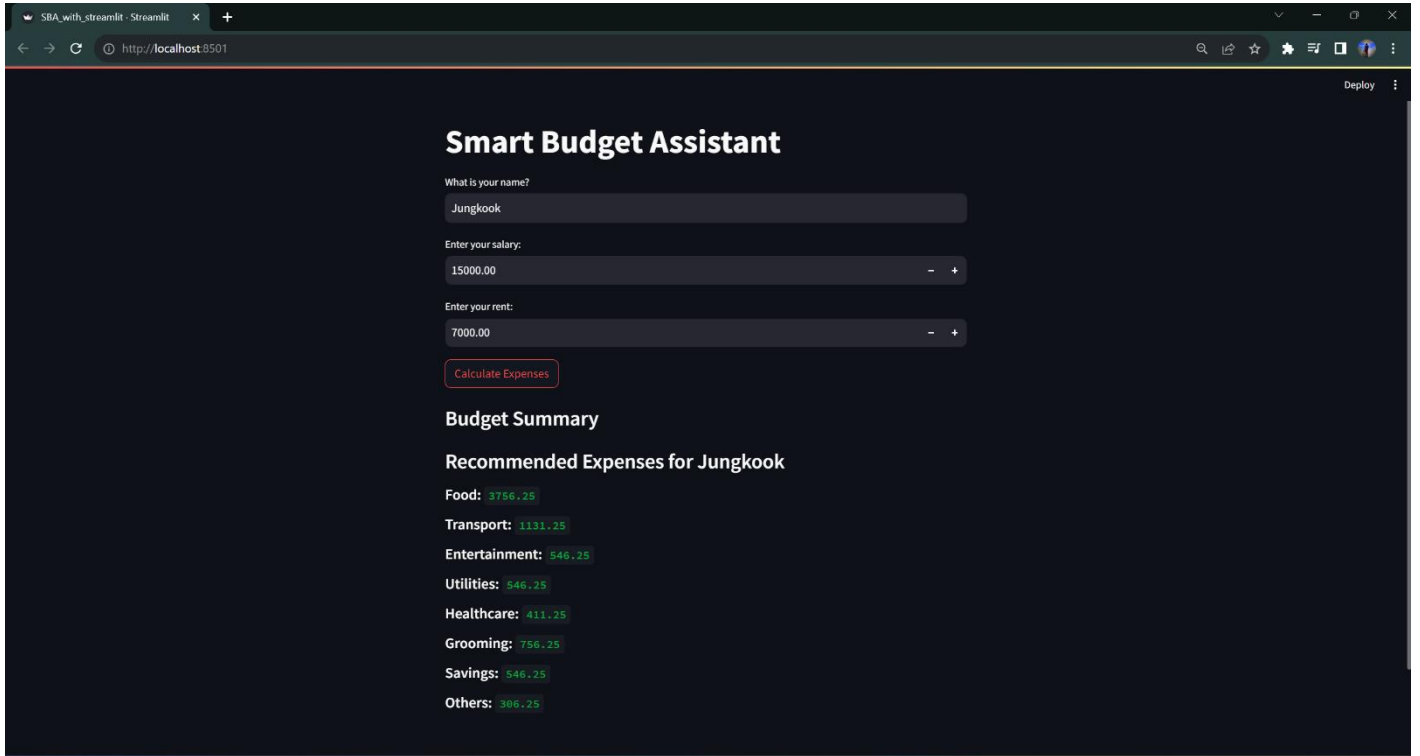 SBA_with_streamlit · Streamlit
http://localhost:8501
Deploy
Smart Budget Assistant
What is your name?
Jungkook
Enter your salary:
15000.00 − +
Enter your rent:
7000.00 − +
Calculate Expenses
Budget Summary
Recommended Expenses for Jungkook
Food: 3756.25
Transport: 1131.25
Entertainment: 546.25
Utilities: 546.25
Healthcare: 411.25
Grooming: 756.25
Savings: 546.25
Others: 306.25